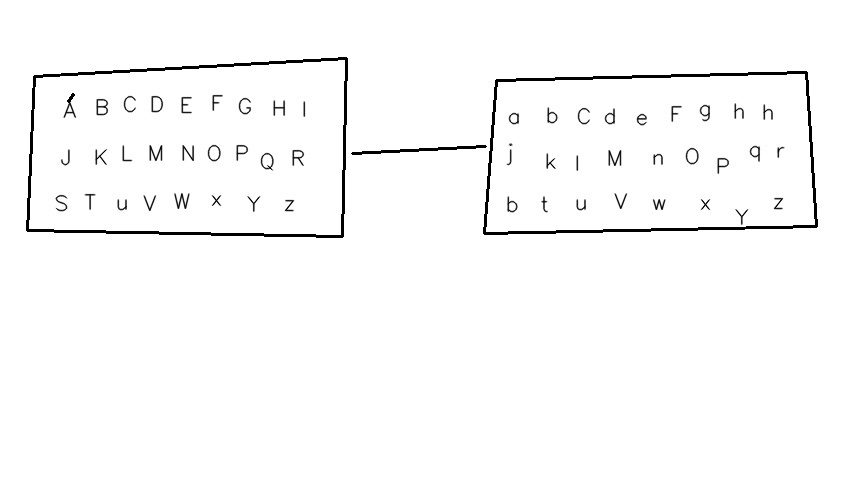 A B C D E F G H I
J K L M N O P Q R
S T u V W x Y z
a b C d e F g h h
j k l M n O P q r
b t u V w x Y z